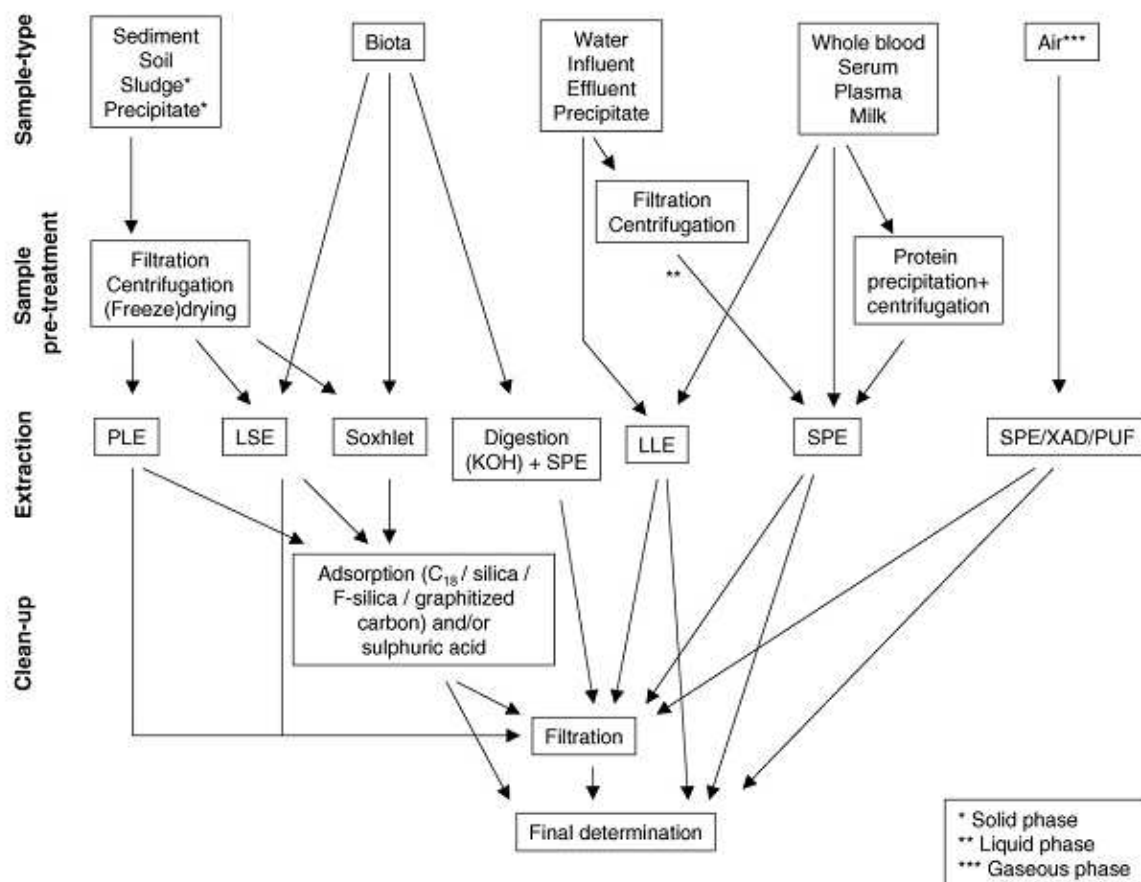 Sample-type
Sediment
Soil
Sludge*
Precipitate*
Biota
Water
Influent
Effluent
Precipitate
Whole blood
Serum
Plasma
Milk
Air***
Sample
pre-treatment
Filtration
Centrifugation
(Freeze)drying
Filtration
Centrifugation
**
Protein
precipitation+
centrifugation
Extraction
PLE
LSE
Soxhlet
Digestion
(KOH) + SPE
LLE
SPE
SPE/XAD/PUF
Clean-up
Adsorption (C18 / silica /
F-silica / graphitized
carbon) and/or
sulphuric acid
Filtration
Final determination
* Solid phase
** Liquid phase
*** Gaseous phase